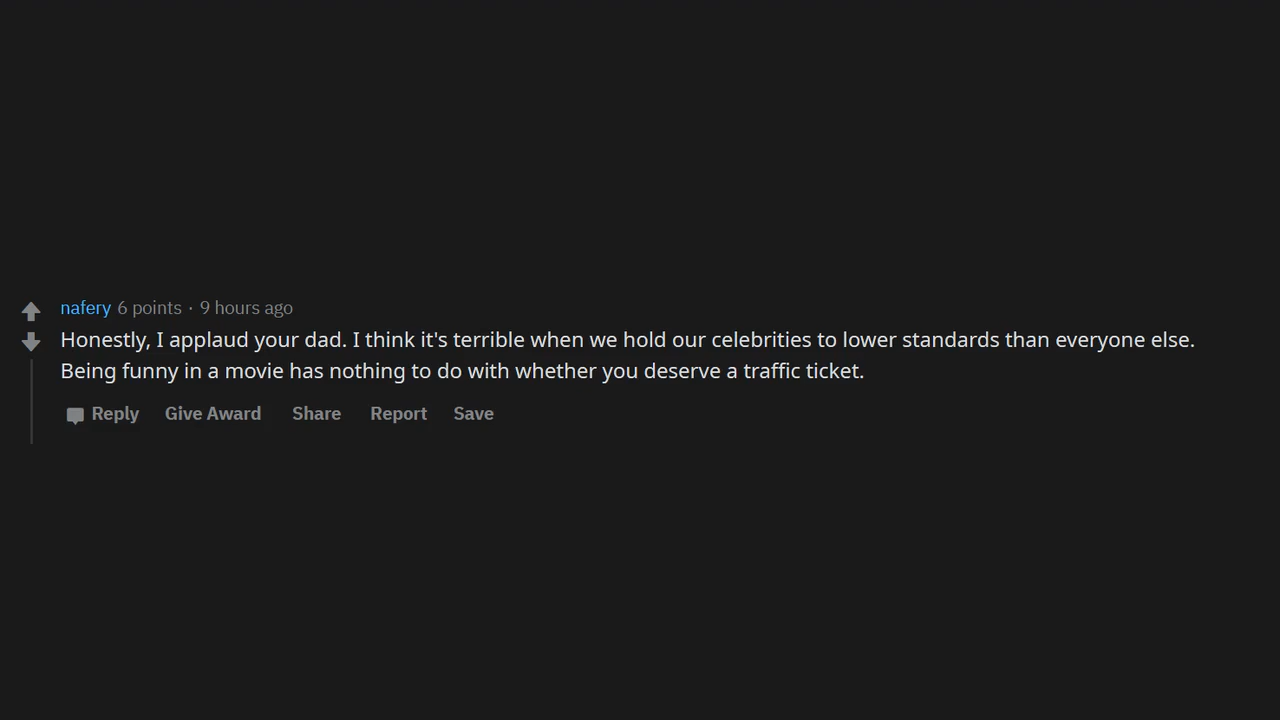 nafery 6 points · 9 hours ago
Honestly, I applaud your dad. I think it's terrible when we hold our celebrities to lower standards than everyone else.
Being funny in a movie has nothing to do with whether you deserve a traffic ticket.
Reply Give Award Share Report Save